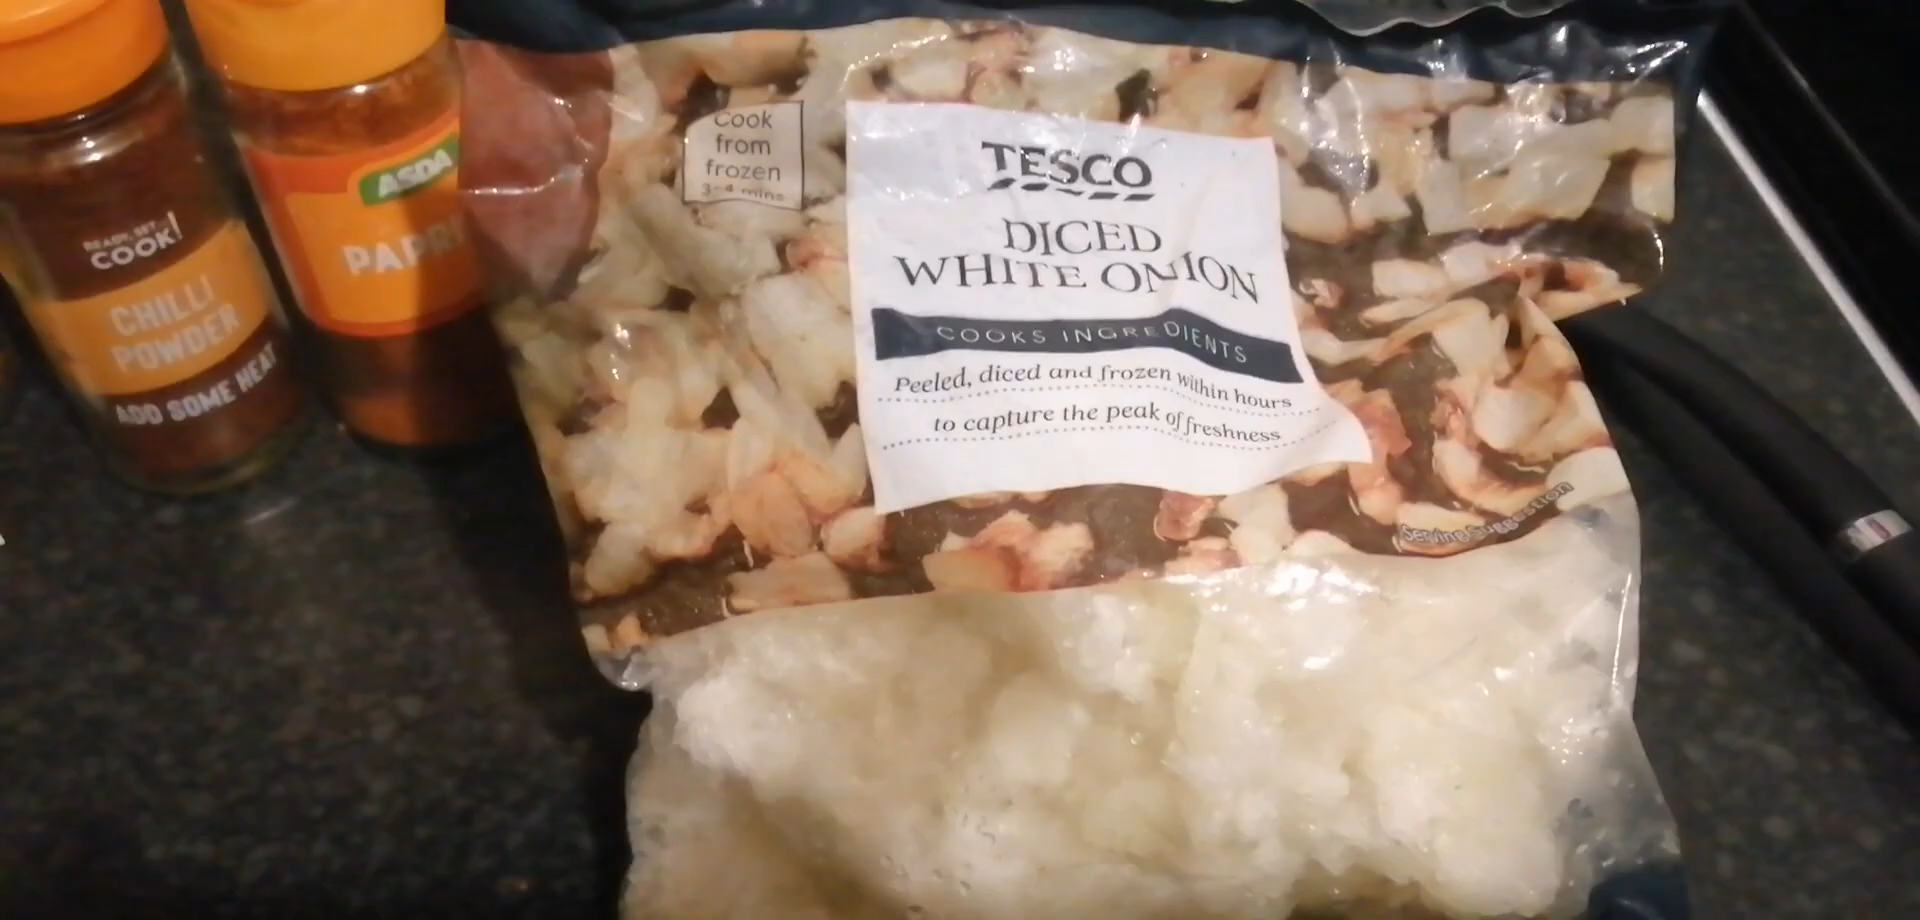 READY, SET
COOK!
CHILLI
POWDER
ADD SOME HEAT
ASDA
Cook
from
frozen
3-4 mins
TESCO
DICED
WHITE ONION
COOKS INGREDIENTS
Peeled, diced and frozen within hours
to capture the peak of freshness
Serving Suggestion